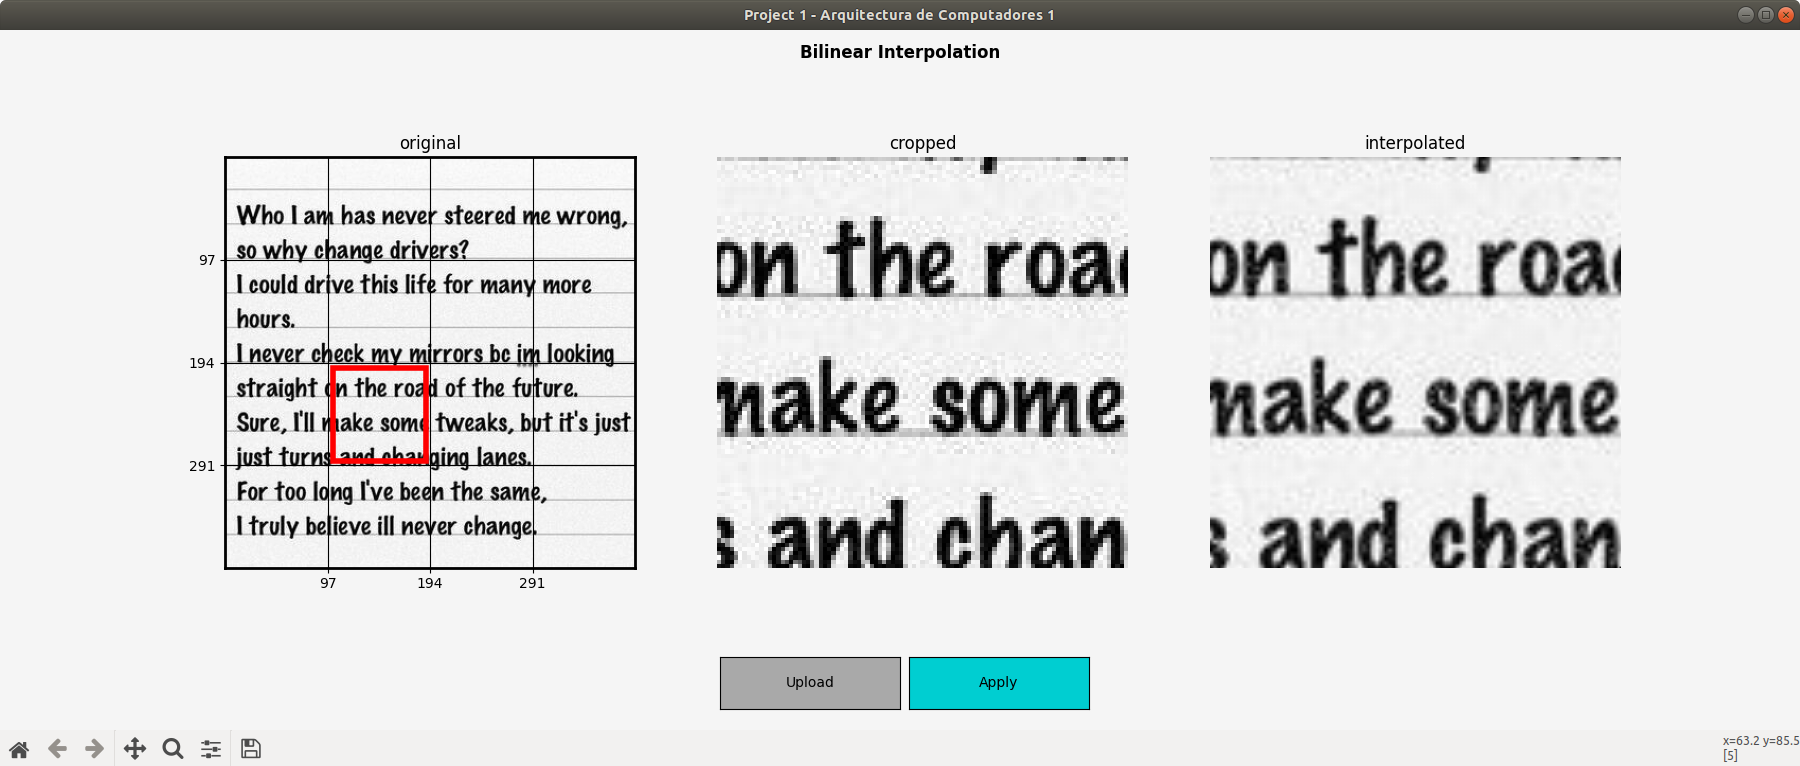 Project 1 - Arquitectura de Computadores 1
Bilinear Interpolation
original
Who I am has never steered me wrong,
so why change drivers?
I could drive this life for many more
hours.
I never check my mirrors bc im looking
straight on the road of the future.
Sure, I'll make some tweaks, but it's just
just turns and changing lanes.
For too long I've been the same,
I truly believe ill never change.
97
194
291
97 194 291
cropped
on the road
make some
s and chan
interpolated
on the road
make some
s and chan
Upload
Apply
x=63.2 y=85.5
[5]